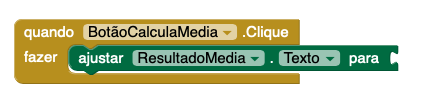 quando BotãoCalculaMedia .Clique
fazer ajustar ResultadoMedia . Texto para